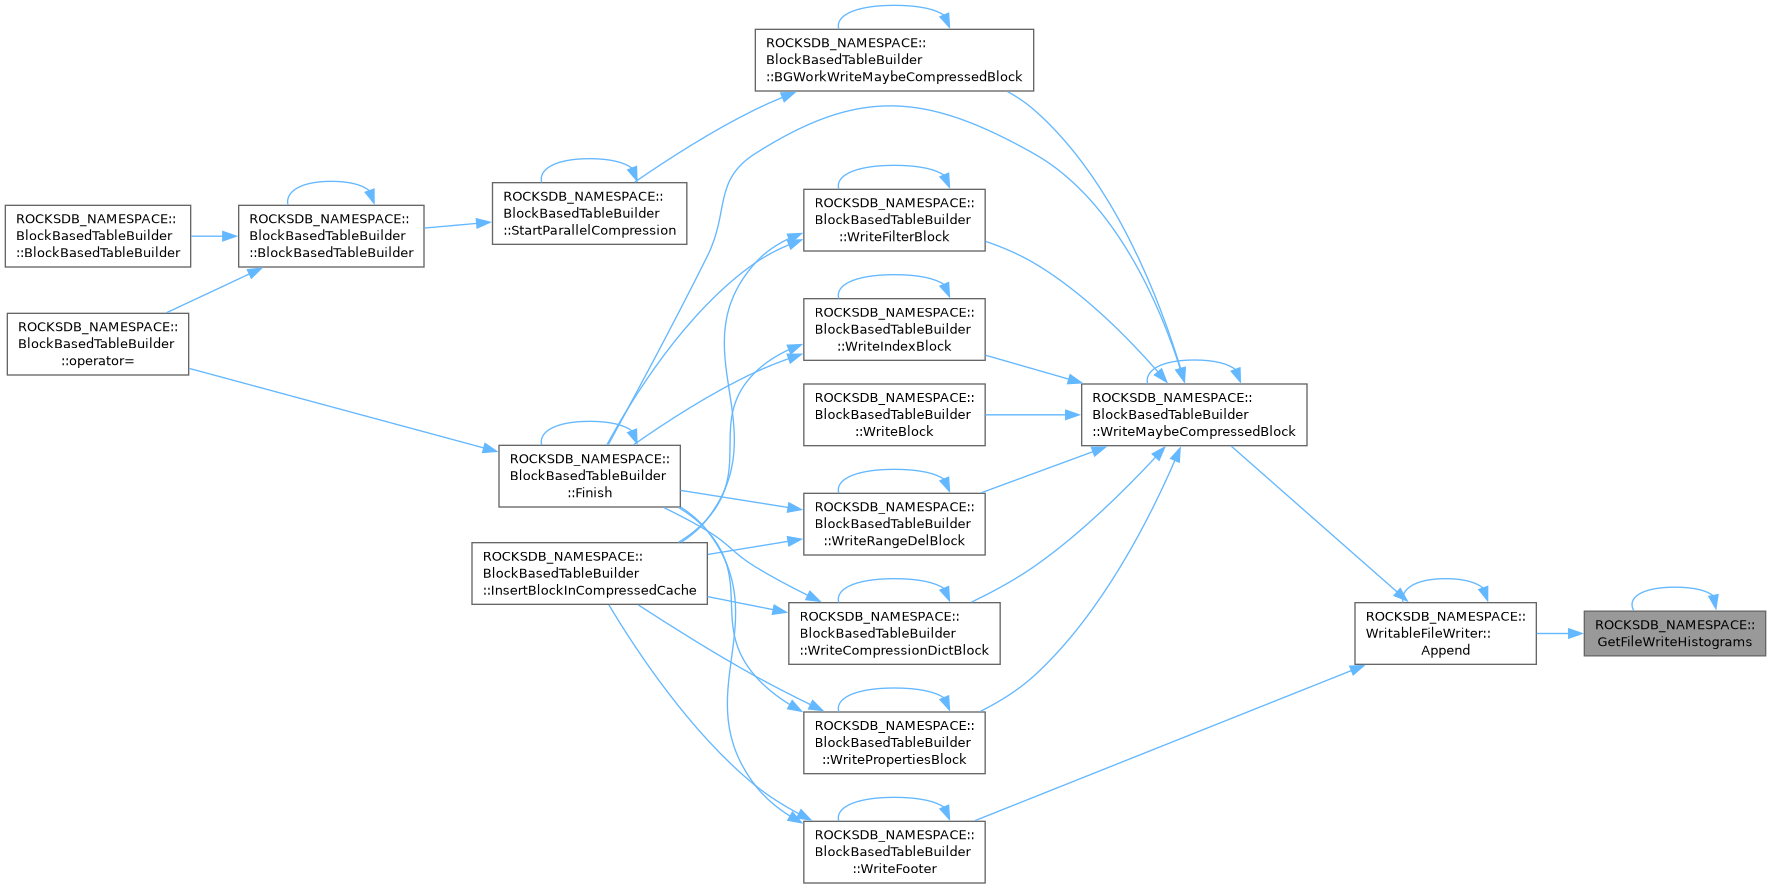 ROCKSDB_NAMESPACE::
BlockBasedTableBuilder
::BGWorkWriteMaybeCompressedBlock
ROCKSDB_NAMESPACE::
BlockBasedTableBuilder
::BlockBasedTableBuilder
ROCKSDB_NAMESPACE::
BlockBasedTableBuilder
::BlockBasedTableBuilder
ROCKSDB_NAMESPACE::
BlockBasedTableBuilder
::StartParallelCompression
ROCKSDB_NAMESPACE::
BlockBasedTableBuilder
::WriteFilterBlock
ROCKSDB_NAMESPACE::
BlockBasedTableBuilder
::operator=
ROCKSDB_NAMESPACE::
BlockBasedTableBuilder
::WriteIndexBlock
ROCKSDB_NAMESPACE::
BlockBasedTableBuilder
::WriteBlock
ROCKSDB_NAMESPACE::
BlockBasedTableBuilder
::WriteMaybeCompressedBlock
ROCKSDB_NAMESPACE::
BlockBasedTableBuilder
::Finish
ROCKSDB_NAMESPACE::
BlockBasedTableBuilder
::WriteRangeDelBlock
ROCKSDB_NAMESPACE::
BlockBasedTableBuilder
::InsertBlockInCompressedCache
ROCKSDB_NAMESPACE::
BlockBasedTableBuilder
::WriteCompressionDictBlock
ROCKSDB_NAMESPACE::
WritableFileWriter::
Append
ROCKSDB_NAMESPACE::
GetFileWriteHistograms
ROCKSDB_NAMESPACE::
BlockBasedTableBuilder
::WritePropertiesBlock
ROCKSDB_NAMESPACE::
BlockBasedTableBuilder
::WriteFooter